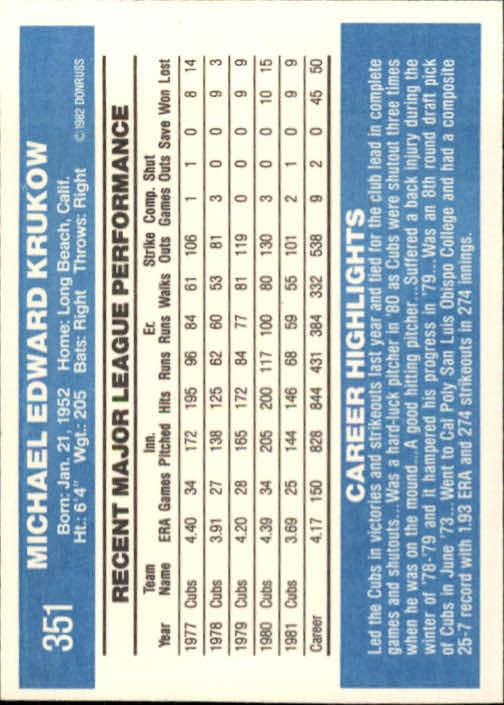 351
MICHAEL EDWARD KRUKOW
Born: Jan. 21, 1952 Home: Long Beach, Calif.
Ht.: 6'4" Wgt.: 205 Bats: Right Throws: Right
©1982 DONRUSS
RECENT MAJOR LEAGUE PERFORMANCE
Team Inn. Er. Strike Comp. Shut
Year Name ERA Games Pitched Hits Runs Runs Walks Outs Games Outs Save Won Lost
1977 Cubs 4.40 34 172 195 96 84 61 106 1 1 0 8 14
1978 Cubs 3.91 27 138 125 62 60 53 81 3 0 0 9 3
1979 Cubs 4.20 28 165 172 84 77 81 119 0 0 0 9 9
1980 Cubs 4.39 34 205 200 117 100 80 130 3 0 0 10 15
1981 Cubs 3.69 25 144 146 68 59 55 101 2 1 0 9 9
Career 4.17 150 828 844 431 384 332 538 9 2 0 45 50
CAREER HIGHLIGHTS
Led the Cubs in victories and strikeouts last year and tied for the club lead in complete
games and shutouts...Was a hard-luck pitcher in '80 as Cubs were shutout three times
when he was on the mound...A good hitting pitcher...Suffered a back injury during the
winter of '78-'79 and it hampered his progress in '79. Was an 8th round draft pick
of Cubs in June '73...Went to Cal Poly San Luis Obispo College and had a composite
25-7 record with 1.93 ERA and 274 strikeouts in 274 innings.